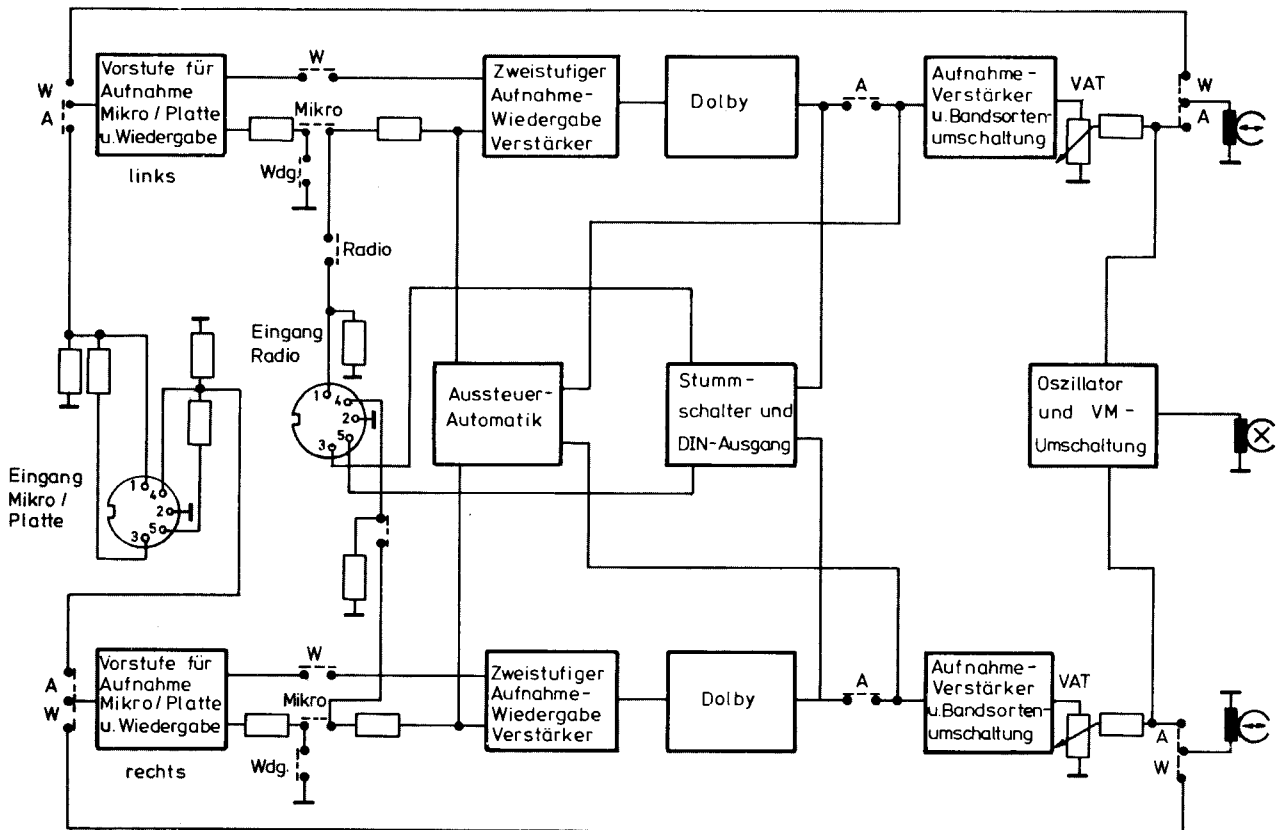 W
A
Vorstufe für
Aufnahme
Mikro / Platte
u. Wiedergabe
links
W
Mikro
Wdg.
Radio
Zweistufiger
Aufnahme-
Wiedergabe
Verstärker
Dolby
A
Aufnahme-
Verstärker
u. Bandsorten-
umschaltung
VAT
W
A
Eingang
Radio
1
4
2
5
3
Aussteuer-
Automatik
Stumm-
schalter und
DIN-Ausgang
Oszillator
und VM-
Umschaltung
Eingang
Mikro /
Platte
1
4
2
5
3
A
W
Vorstufe für
Aufnahme
Mikro / Platte
u. Wiedergabe
rechts
W
Mikro
Wdg.
Zweistufiger
Aufnahme-
Wiedergabe
Verstärker
Dolby
A
Aufnahme-
Verstärker
u. Bandsorten-
umschaltung
VAT
A
W